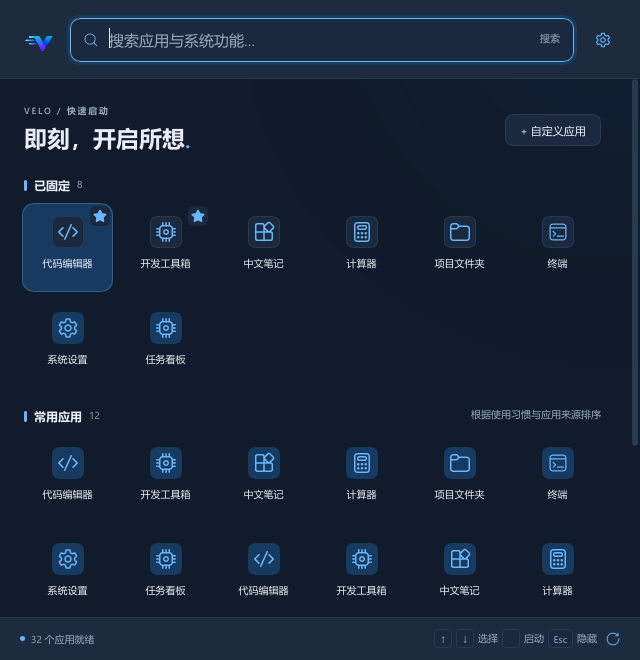 搜索应用与系统功能...
搜索
VELO / 快速启动
即刻，开启所想.
+ 自定义应用
已固定 8
代码编辑器
开发工具箱
中文笔记
计算器
项目文件夹
终端
系统设置
任务看板
常用应用 12
根据使用习惯与应用来源排序
代码编辑器
开发工具箱
中文笔记
计算器
项目文件夹
终端
系统设置
任务看板
代码编辑器
开发工具箱
中文笔记
计算器
32 个应用就绪
↑ ↓ 选择 启动 Esc 隐藏